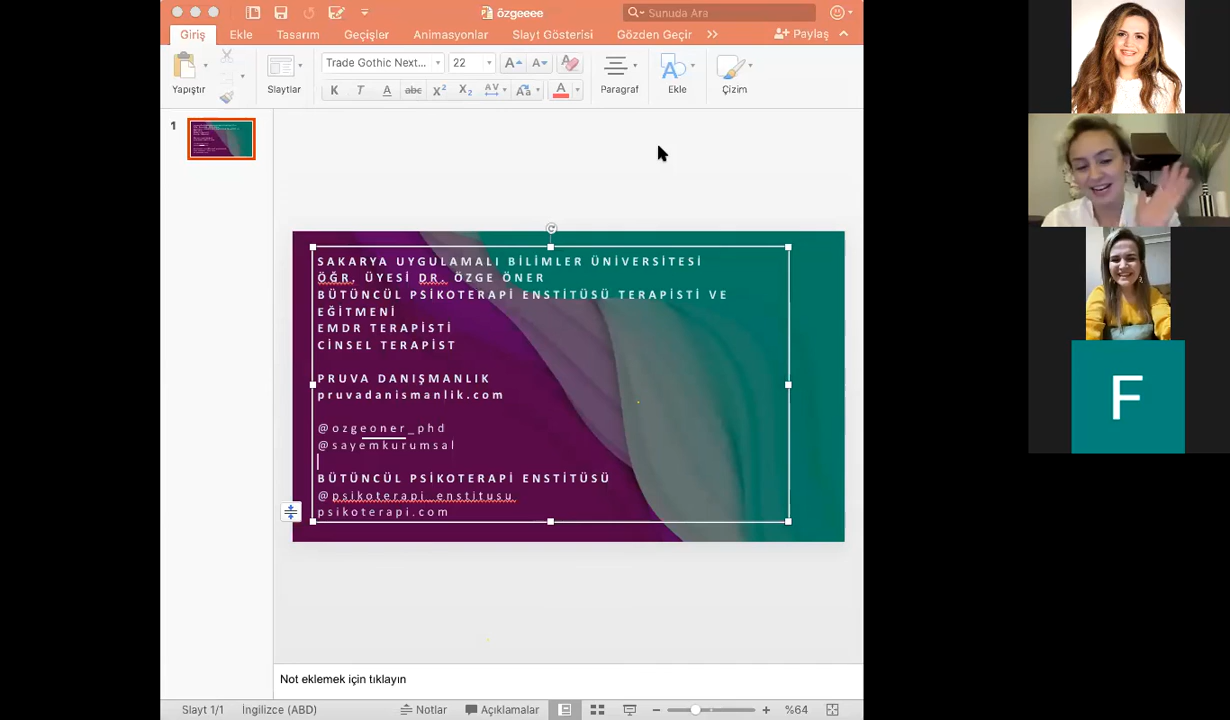 özgeeee
Sunuda Ara
Giriş Ekle Tasarım Geçişler Animasyonlar Slayt Gösterisi Gözden Geçir Paylaş
Yapıştır
Slaytlar
Trade Gothic Next... 22
K T A abc X² X₂ AV Aa A
Paragraf
Ekle
Çizim
1
SAKARYA UYGULAMALI BİLİMLER ÜNİVERSİTESİ
ÖĞR. ÜYESİ DR. ÖZGE ÖNER
BÜTÜNCÜL PSİKOTERAPİ ENSTİTÜSÜ TERAPİSTİ VE
EĞİTMENİ
EMDR TERAPİSTİ
CİNSEL TERAPİST
PRUVA DANIŞMANLIK
pruvadanismanlik.com
@ozgeoner_phd
@sayemkurumsal
BÜTÜNCÜL PSİKOTERAPİ ENSTİTÜSÜ
@psikoterapi_enstitusu
psikoterapi.com
Not eklemek için tıklayın
Slayt 1/1 İngilizce (ABD) Notlar Açıklamalar %64
F